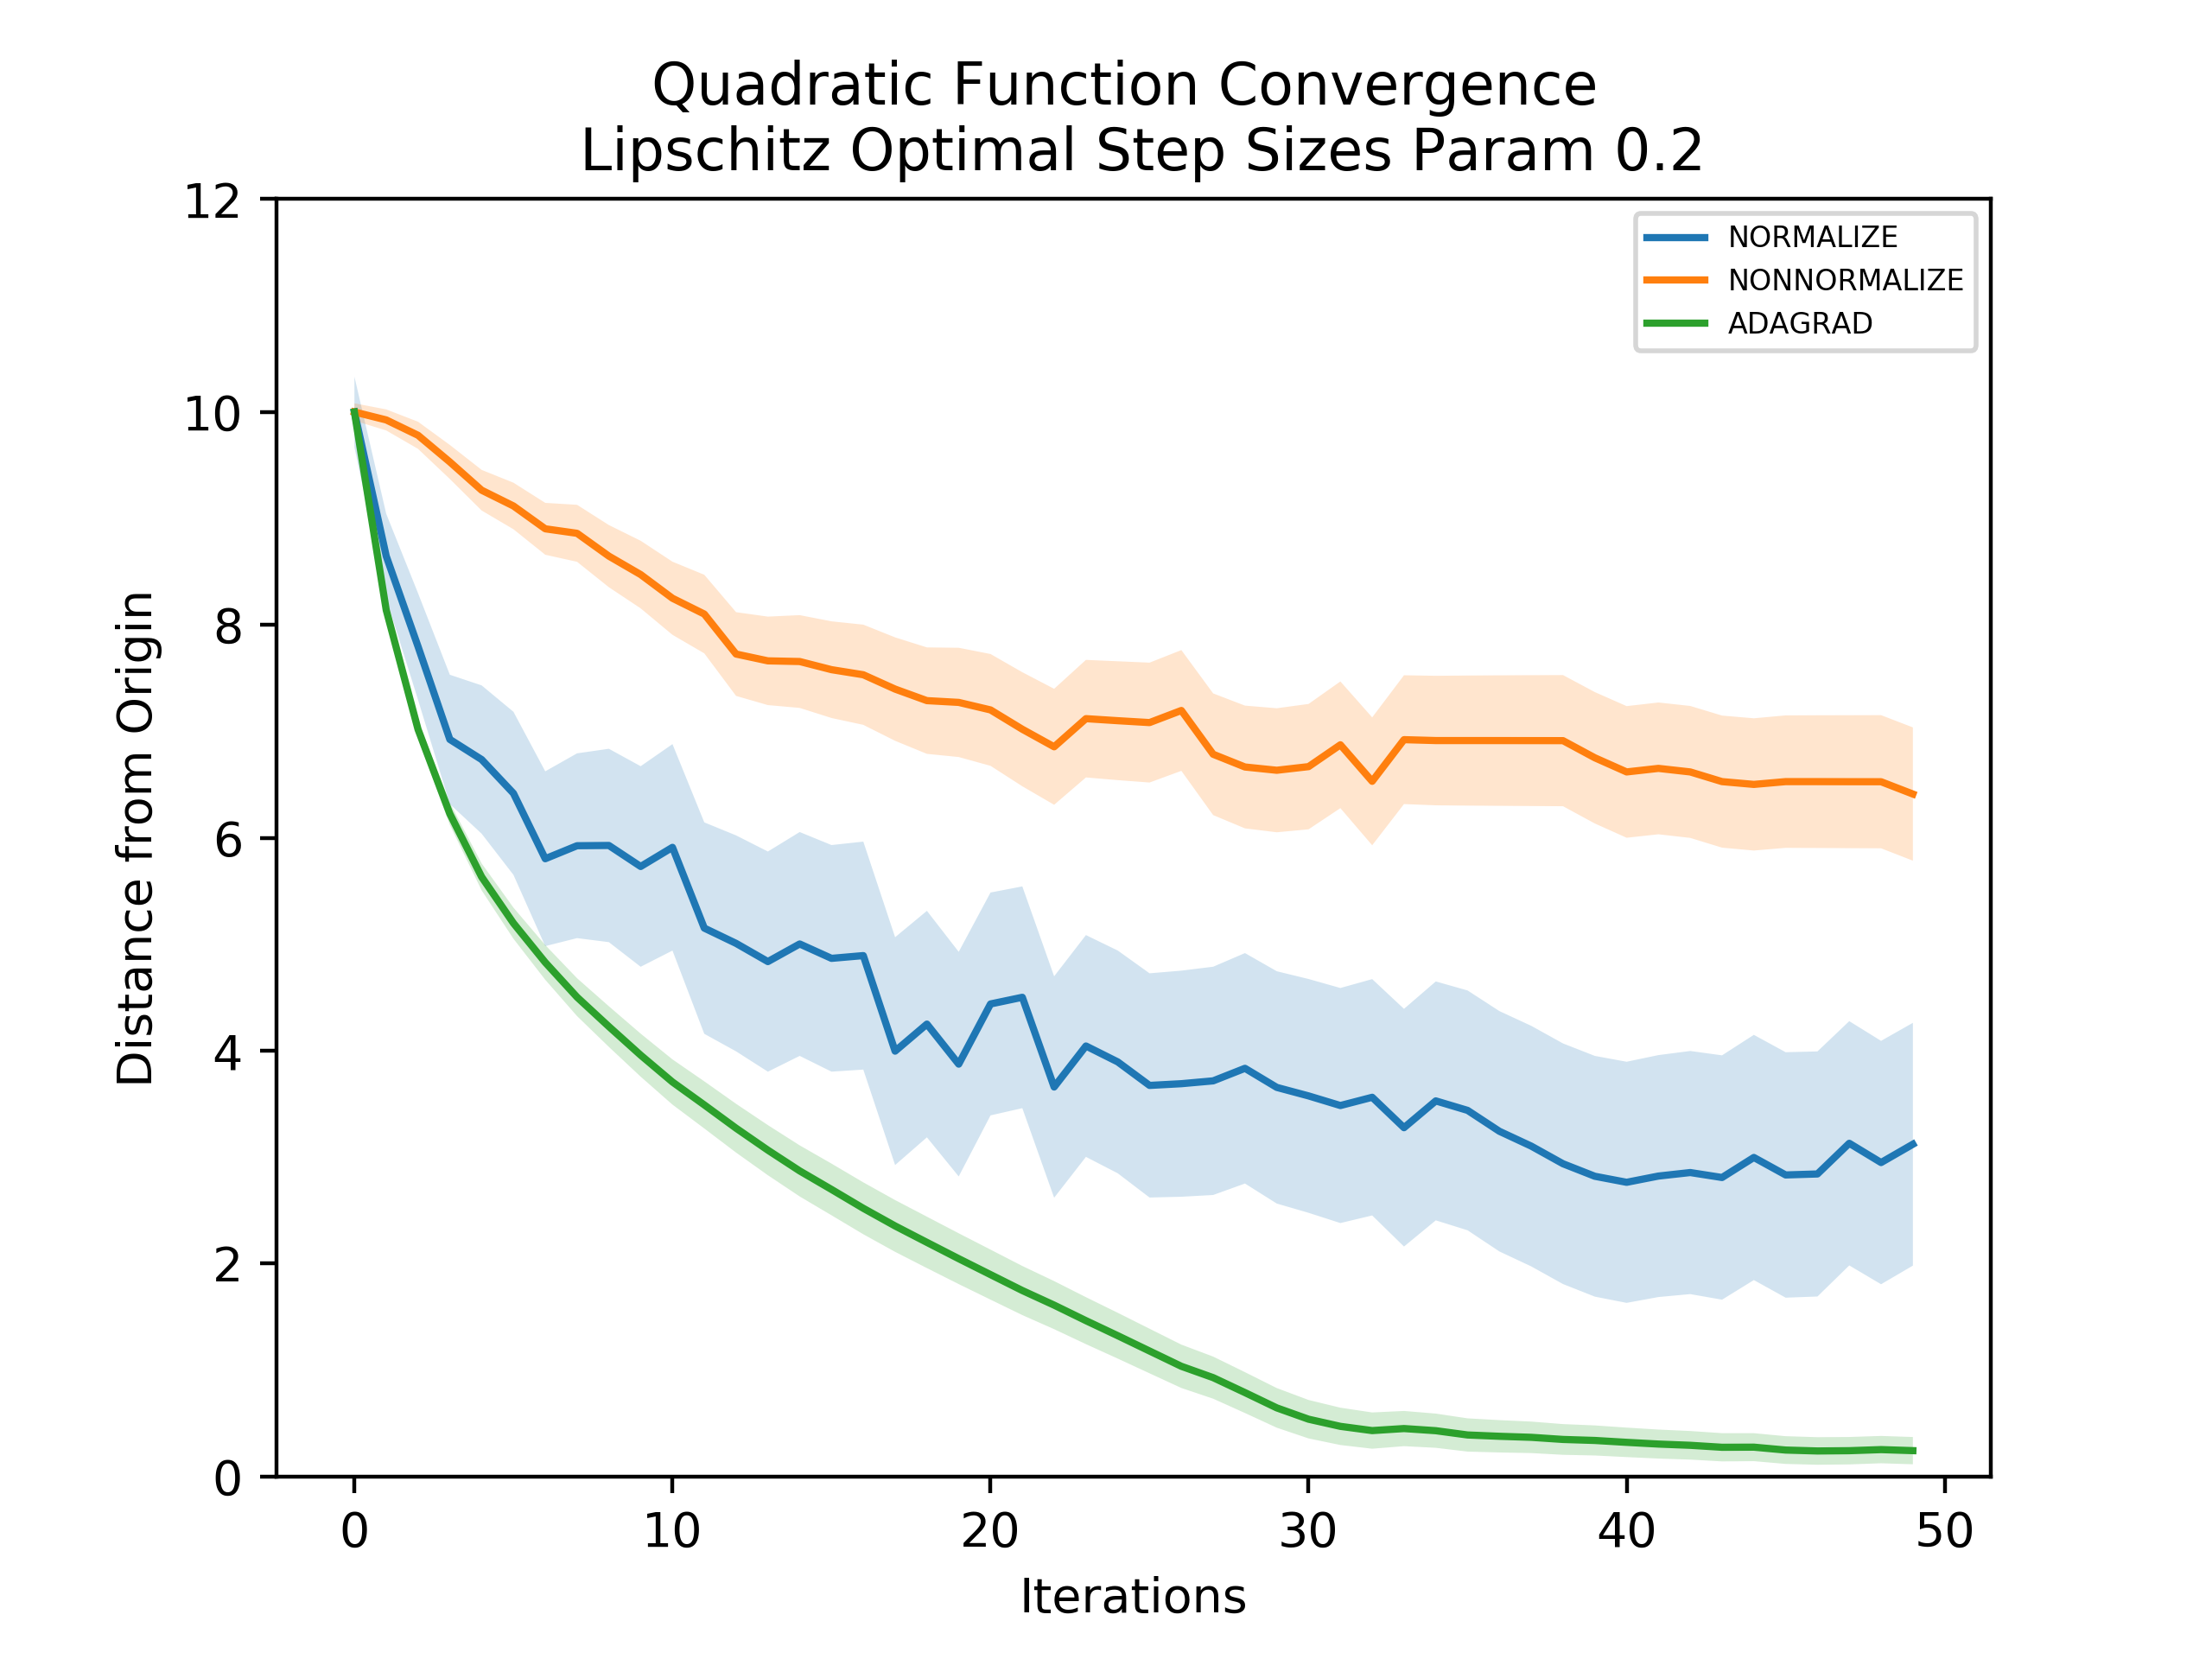 Quadratic Function Convergence
Lipschitz Optimal Step Sizes Param 0.2
12
10
8
6
4
2
0
Distance from Origin
NORMALIZE
NONNORMALIZE
ADAGRAD
0 10 20 30 40 50
Iterations